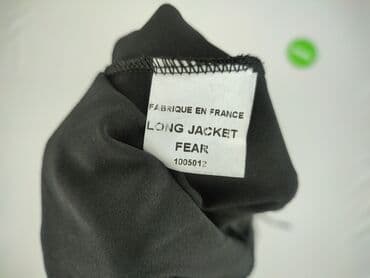 FABRIQUE EN FRANCE
LONG JACKET
FEAR
1005012